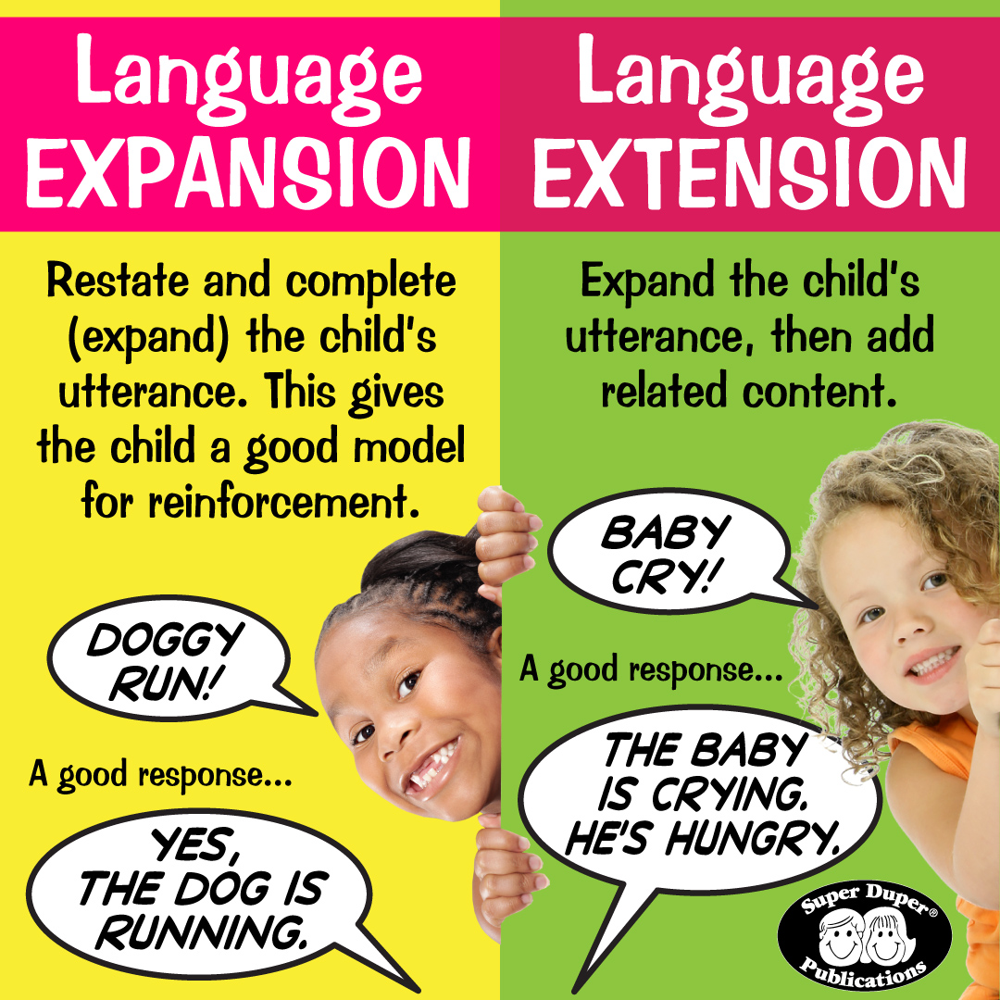 Language
EXPANSION
Restate and complete
(expand) the child's
utterance. This gives
the child a good model
for reinforcement.
DOGGY
RUN!
A good response...
YES,
THE DOG IS
RUNNING.
Language
EXTENSION
Expand the child's
utterance, then add
related content.
BABY
CRY!
A good response...
THE BABY
IS CRYING.
HE'S HUNGRY.
Super Duper®
Publications